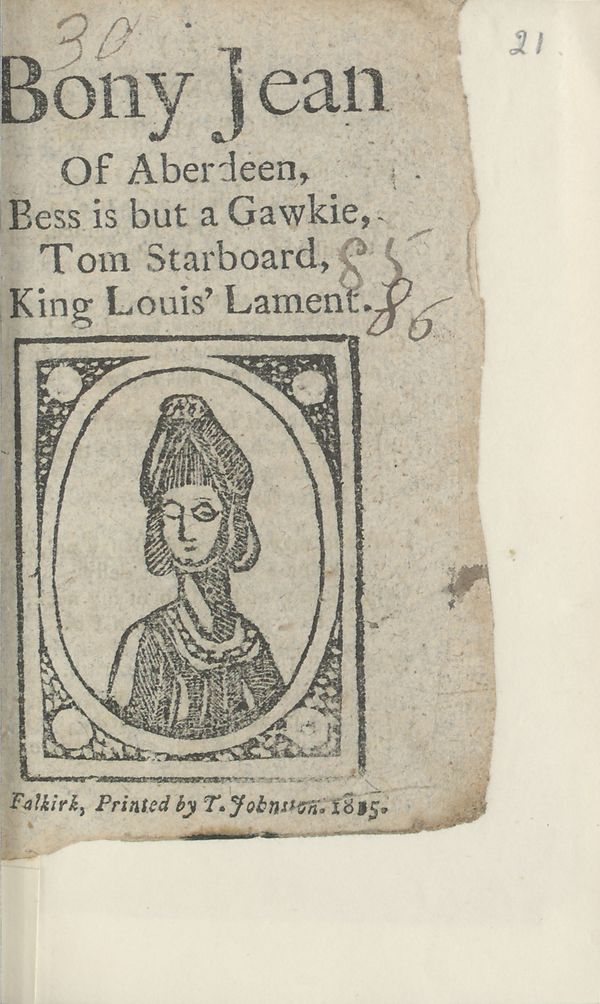 30
21
Bony Jean
Of Aberdeen,
Bess is but a Gawkie,
Tom Starboard, 85
King Louis' Lament. 86
Falkirk, Printed by T. Johnston. 1815.